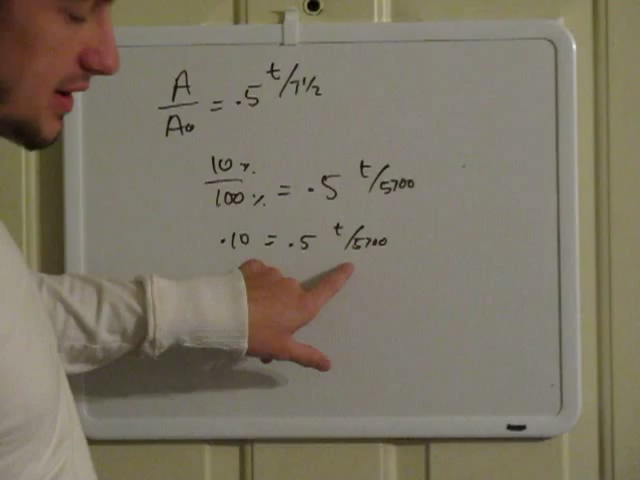 A/A₀ = .5^(t/T½)
10%/100% = .5^(t/5700)
.10 = .5^(t/5700)